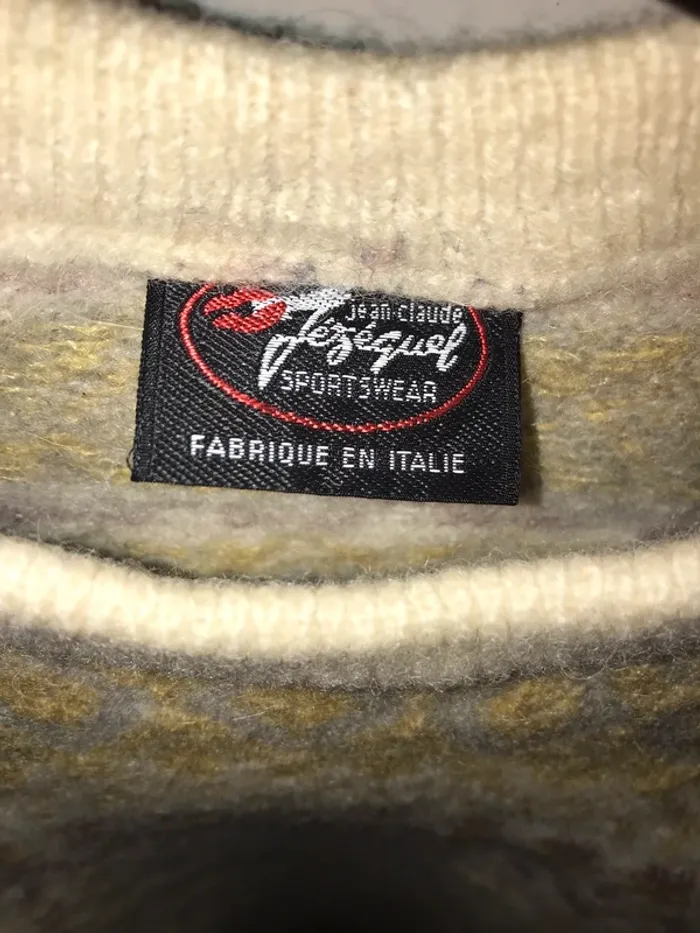 jean-claude
Jézéquel
SPORTSWEAR
FABRIQUE EN ITALIE